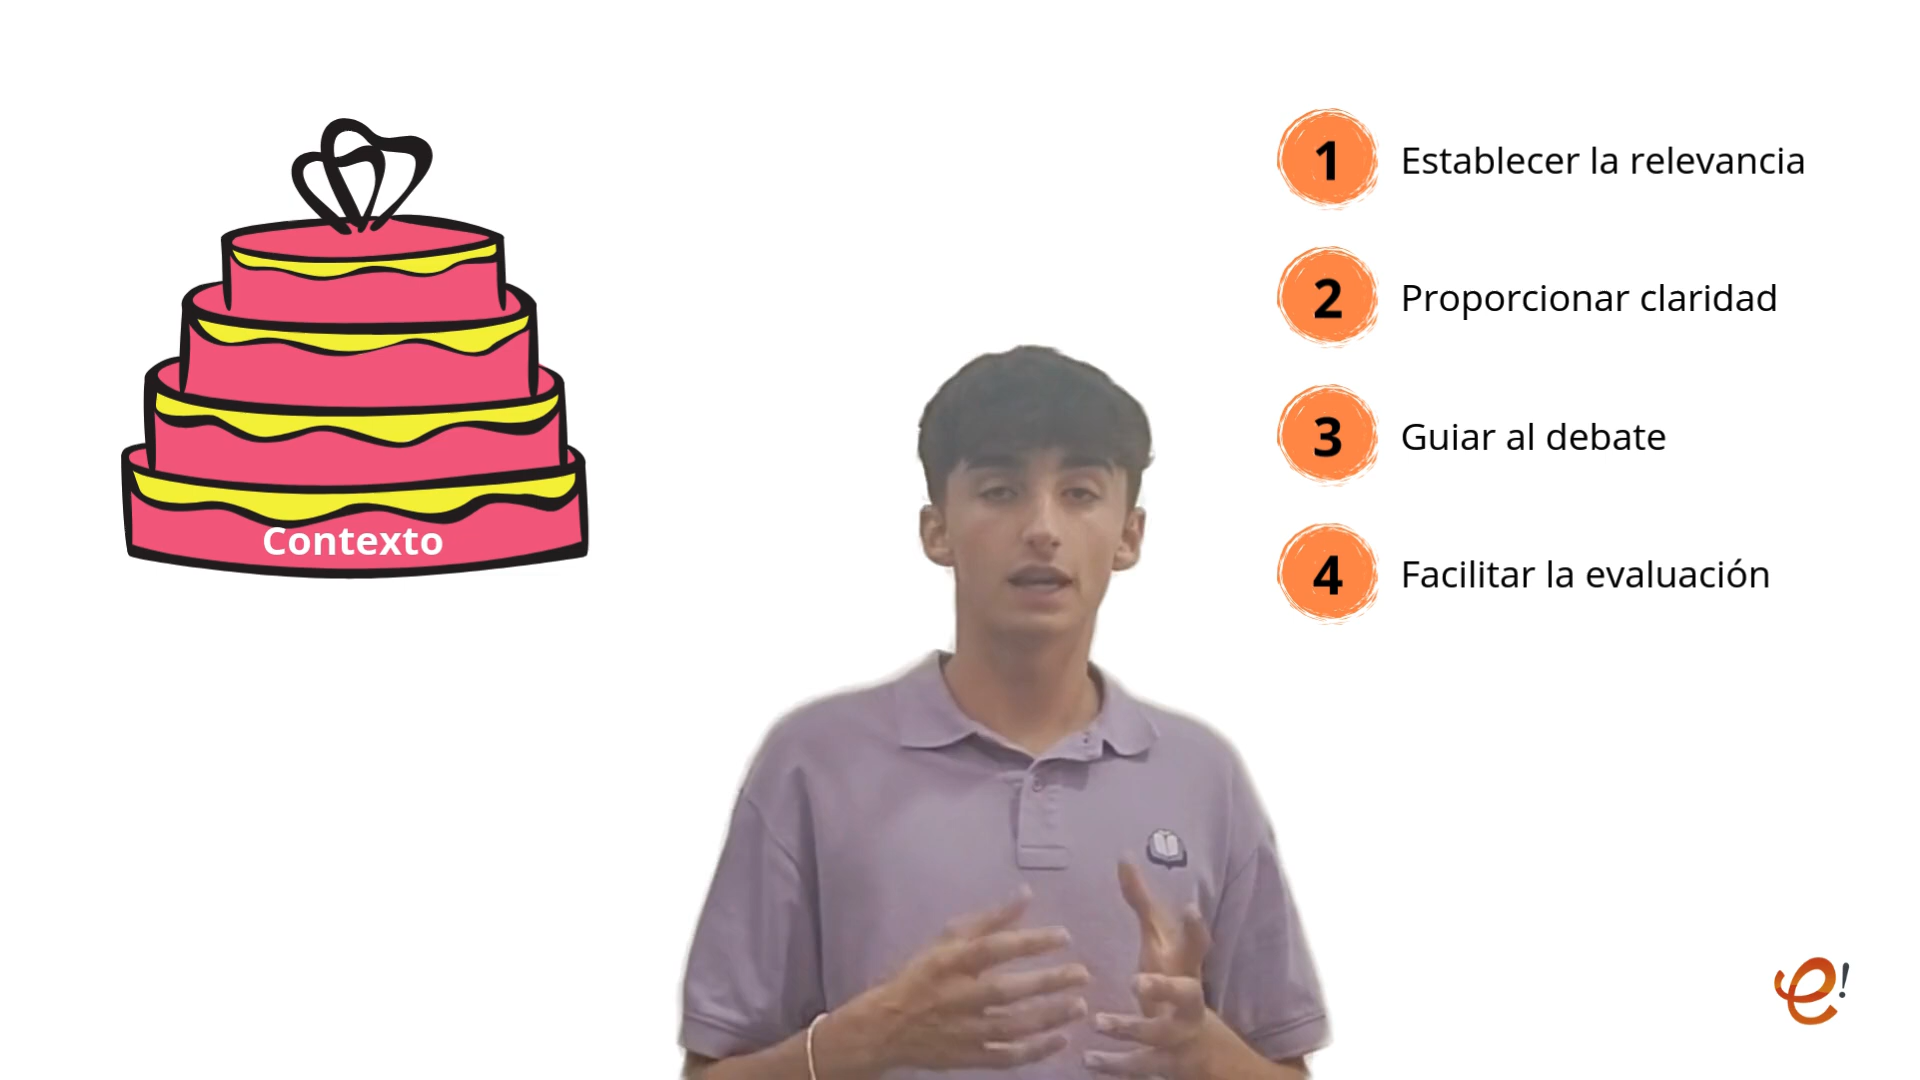 Contexto
1 Establecer la relevancia
2 Proporcionar claridad
3 Guiar al debate
4 Facilitar la evaluación
e!